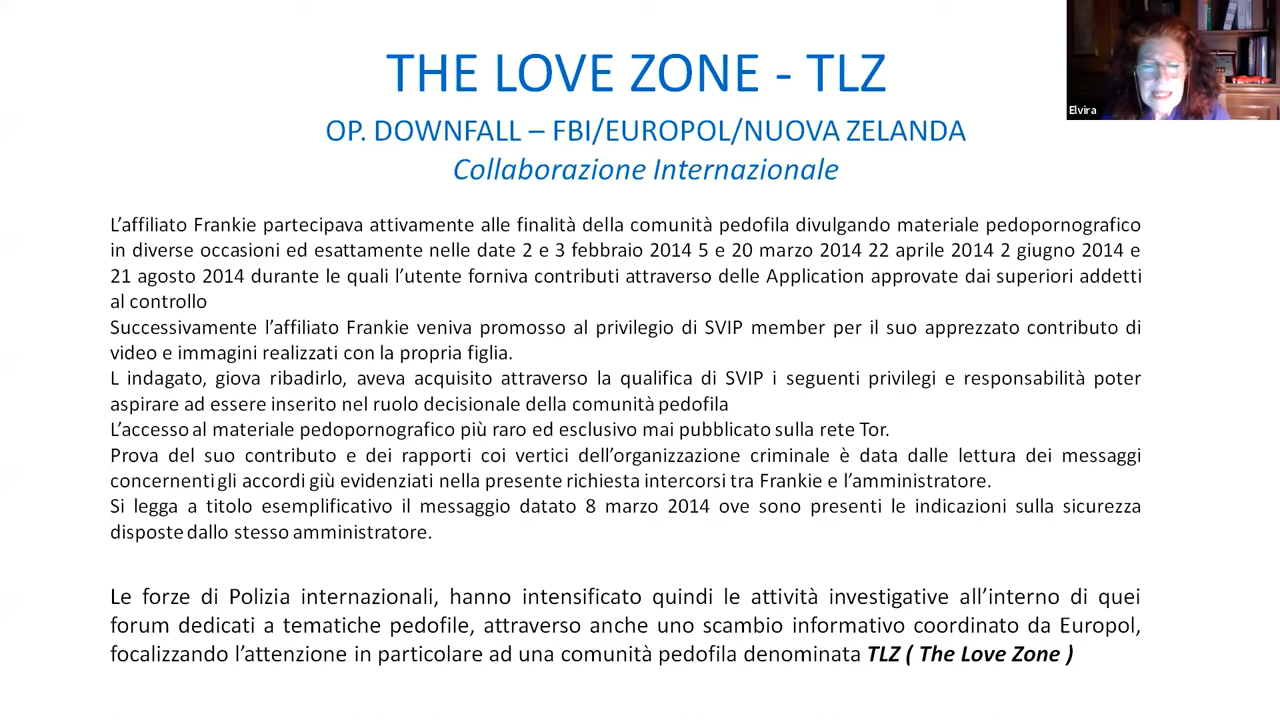 THE LOVE ZONE - TLZ
OP. DOWNFALL – FBI/EUROPOL/NUOVA ZELANDA
Collaborazione Internazionale
Elvira
L’affiliato Frankie partecipava attivamente alle finalità della comunità pedofila divulgando materiale pedopornografico
in diverse occasioni ed esattamente nelle date 2 e 3 febbraio 2014 5 e 20 marzo 2014 22 aprile 2014 2 giugno 2014 e
21 agosto 2014 durante le quali l’utente forniva contributi attraverso delle Application approvate dai superiori addetti
al controllo
Successivamente l’affiliato Frankie veniva promosso al privilegio di SVIP member per il suo apprezzato contributo di
video e immagini realizzati con la propria figlia.
L indagato, giova ribadirlo, aveva acquisito attraverso la qualifica di SVIP i seguenti privilegi e responsabilità poter
aspirare ad essere inserito nel ruolo decisionale della comunità pedofila
L’accesso al materiale pedopornografico più raro ed esclusivo mai pubblicato sulla rete Tor.
Prova del suo contributo e dei rapporti coi vertici dell’organizzazione criminale è data dalle lettura dei messaggi
concernenti gli accordi giù evidenziati nella presente richiesta intercorsi tra Frankie e l’amministratore.
Si legga a titolo esemplificativo il messaggio datato 8 marzo 2014 ove sono presenti le indicazioni sulla sicurezza
disposte dallo stesso amministratore.
Le forze di Polizia internazionali, hanno intensificato quindi le attività investigative all’interno di quei
forum dedicati a tematiche pedofile, attraverso anche uno scambio informativo coordinato da Europol,
focalizzando l’attenzione in particolare ad una comunità pedofila denominata TLZ ( The Love Zone )